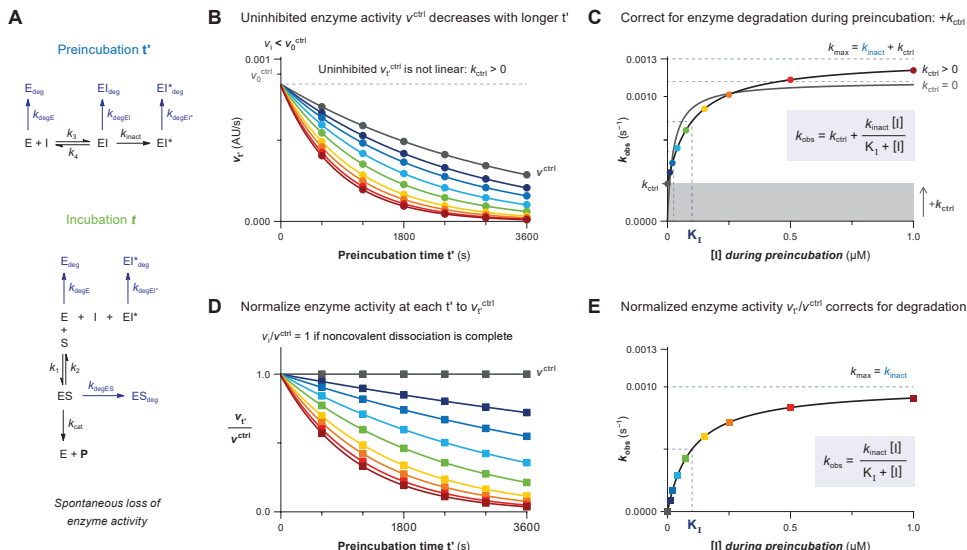 A
Preincubation t'
E_deg EI_deg EI*_deg
k_degE k_degEI k_degEI*
E + I k_3 k_4 EI k_inact EI*
Incubation t
E_deg EI*_deg
k_degE k_degEI*
E + I + EI*
+
S
k_1 k_2
k_degES
ES ES_deg
k_cat
E + P
Spontaneous loss of
enzyme activity
B Uninhibited enzyme activity v^ctrl decreases with longer t'
v_i < v_0^ctrl
0.001
v_0^ctrl
Uninhibited v_t'^ctrl is not linear: k_ctrl > 0
v_t' (AU/s)
v^ctrl
0.000
0 1800 3600
Preincubation time t' (s)
C Correct for enzyme degradation during preincubation: +k_ctrl
k_max = k_inact + k_ctrl
0.0013
k_ctrl > 0
k_ctrl = 0
0.0010
k_obs (s⁻¹)
k_obs = k_ctrl + k_inact [I] / K_I + [I]
k_ctrl
+k_ctrl
0.0000
0.0 K_I 0.5 1.0
[I] during preincubation (µM)
D Normalize enzyme activity at each t' to v_t'^ctrl
v_i/v^ctrl = 1 if noncovalent dissociation is complete
v^ctrl
1.0
v_t'
v^ctrl
0.0
0 1800 3600
Preincubation time t' (s)
E Normalized enzyme activity v_t'/v^ctrl corrects for degradation
0.0013
k_max = k_inact
0.0010
k_obs (s⁻¹)
k_obs = k_inact [I] / K_I + [I]
0.0000
0.0 K_I 0.5 1.0
[I] during preincubation (µM)